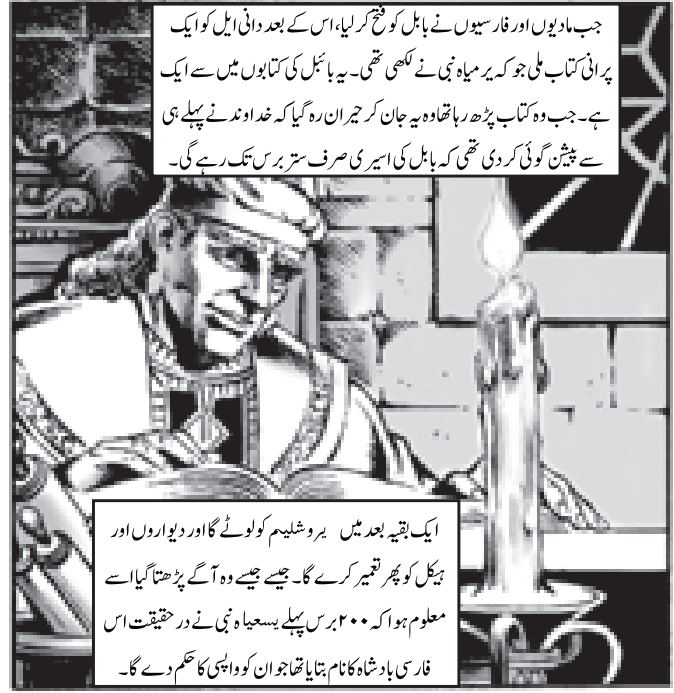 جب مادیوں اور فارسیوں نے بابل کو فتح کر لیا، اس کے بعد دانی ایل کو ایک
پرانی کتاب ملی جو کہ یرمیاہ نبی نے لکھی تھی۔ یہ بائبل کی کتابوں میں سے ایک
ہے۔ جب وہ کتاب پڑھ رہا تھا وہ یہ جان کر حیران رہ گیا کہ خداوند نے پہلے ہی
سے پیشن گوئی کر دی تھی کہ بابل کی اسیری صرف ستر برس تک رہے گی۔
ایک بقیہ بعد میں یروشلیم کو لوٹے گا اور دیواروں اور
ہیکل کو پھر تعمیر کرے گا۔ جیسے جیسے وہ آگے پڑھتا گیا اسے
معلوم ہوا کہ ۲۰۰ برس پہلے یسعیاہ نبی نے در حقیقت اس
فارسی بادشاہ کا نام بتایا تھا جو ان کو واپسی کا حکم دے گا۔